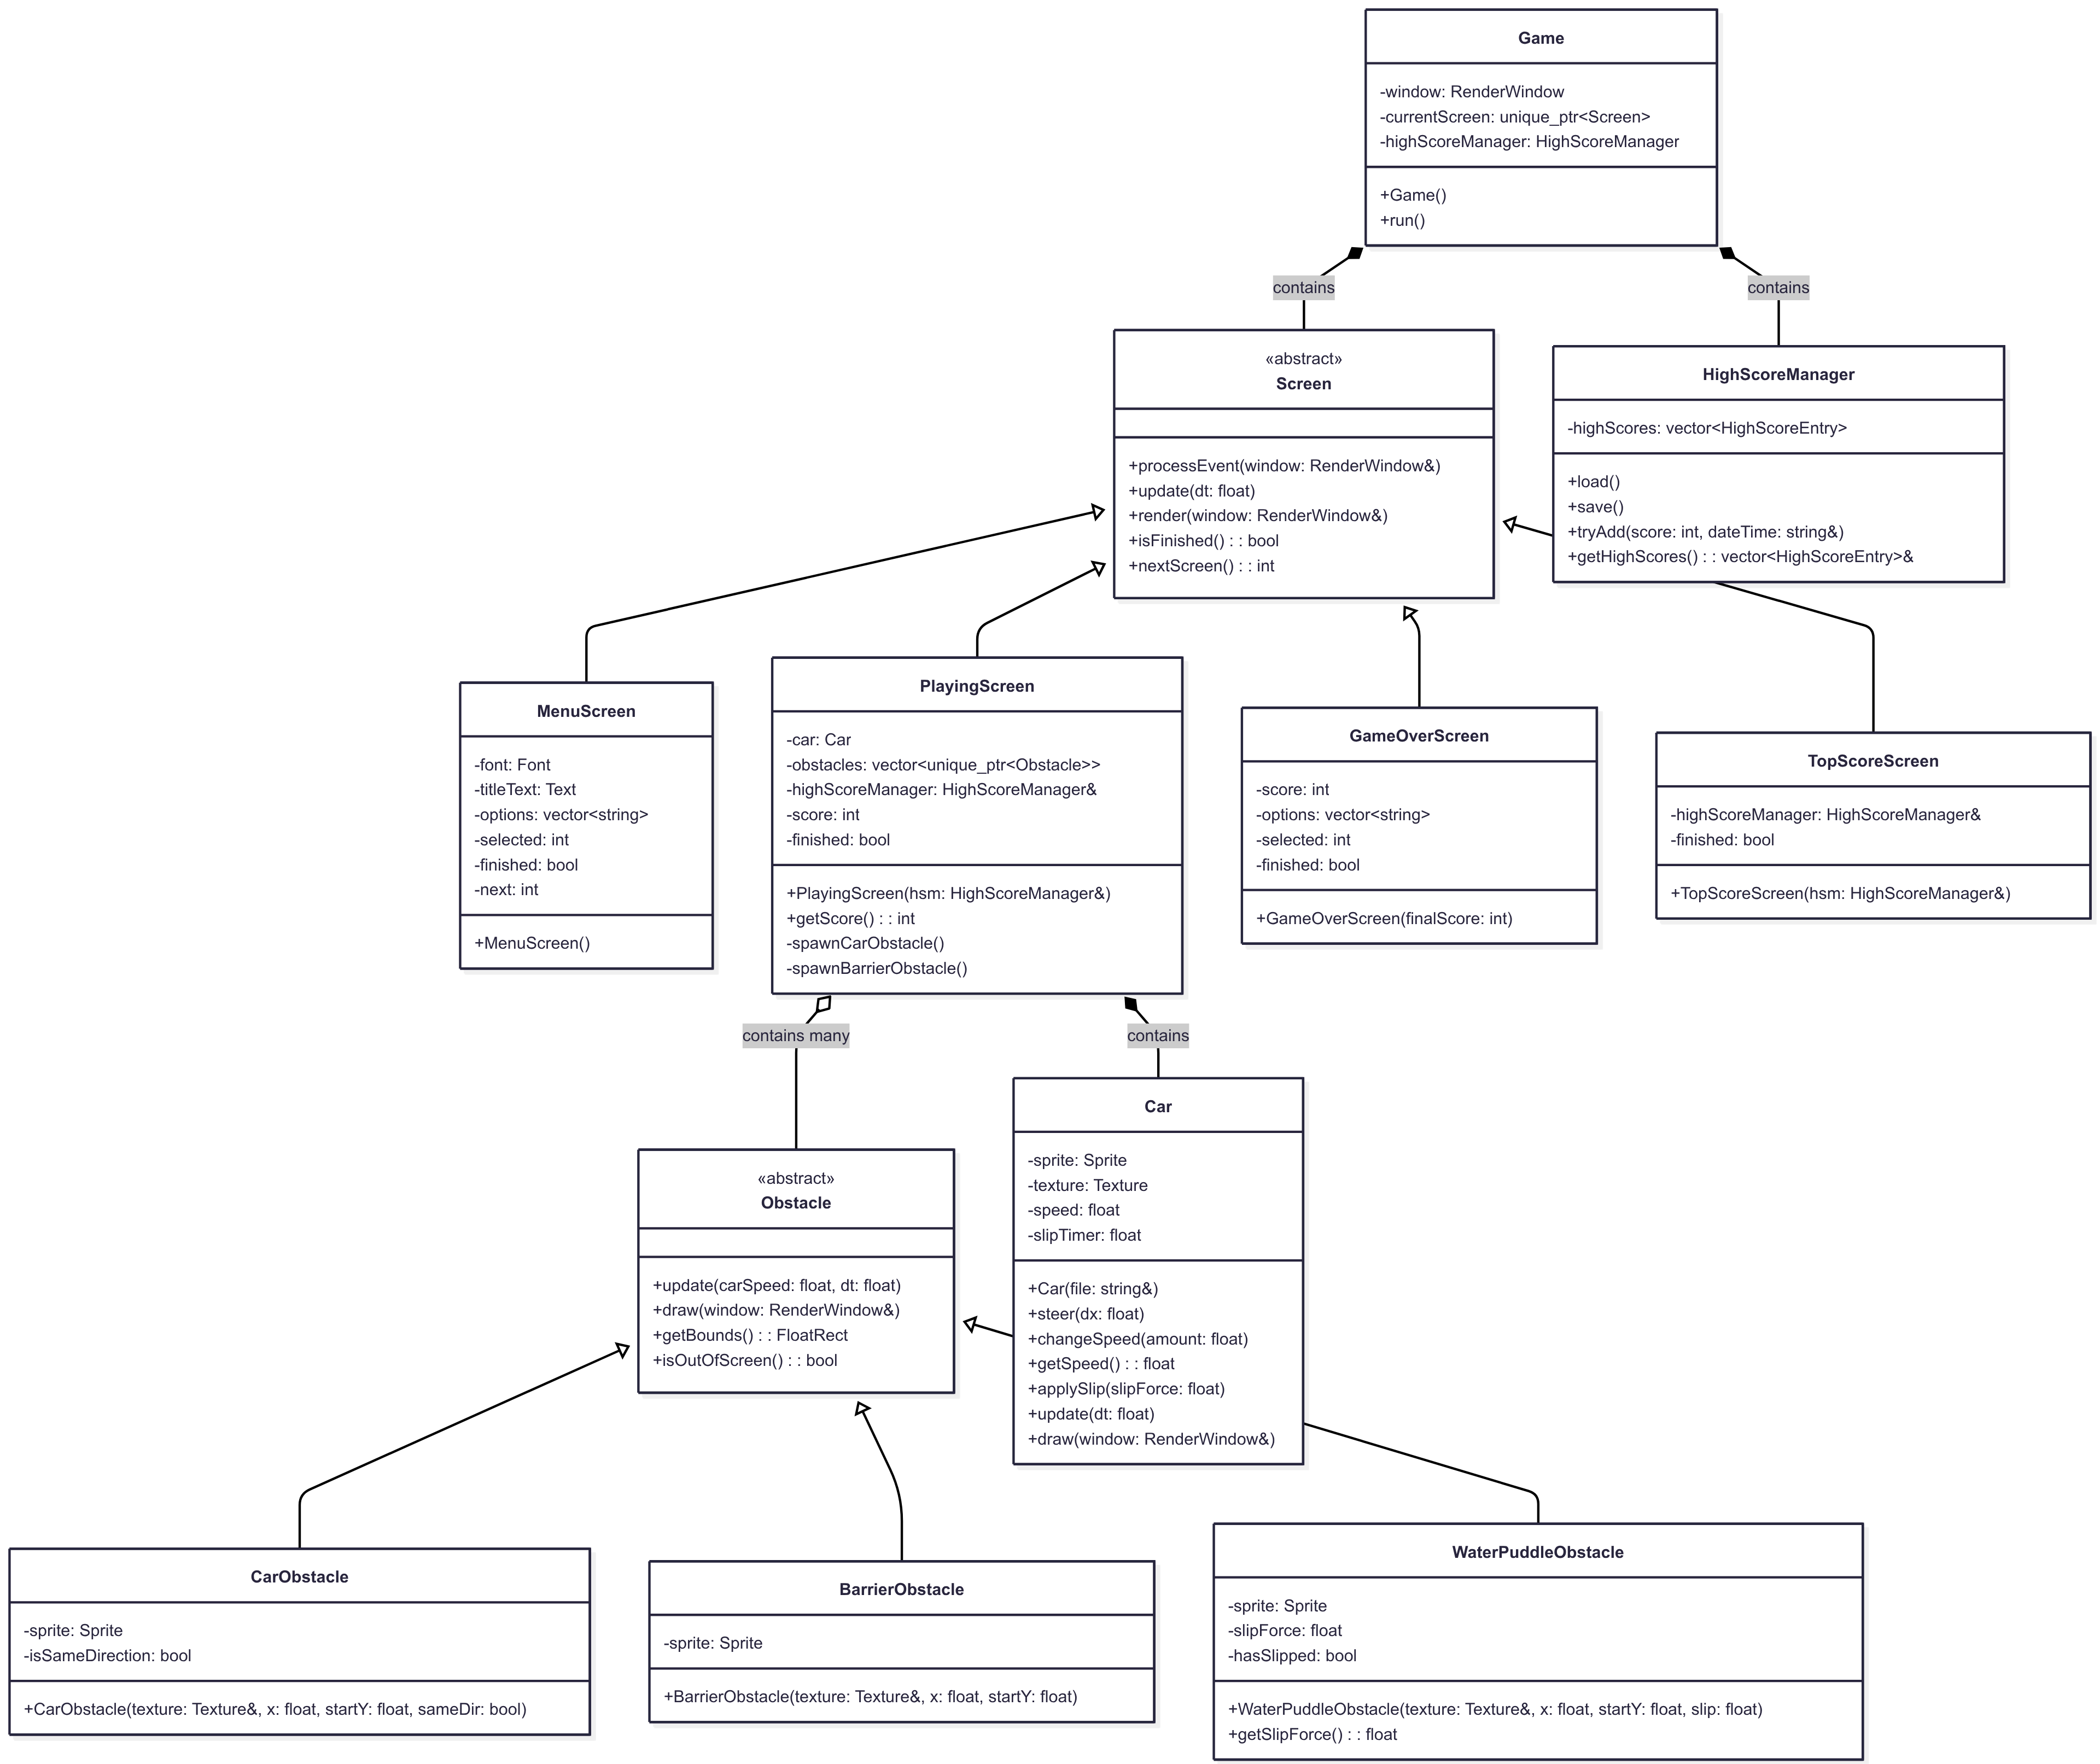 Game
-window: RenderWindow
-currentScreen: unique_ptr<Screen>
-highScoreManager: HighScoreManager
+Game()
+run()
contains
contains
«abstract»
Screen
+processEvent(window: RenderWindow&)
+update(dt: float)
+render(window: RenderWindow&)
+isFinished() : : bool
+nextScreen() : : int
HighScoreManager
-highScores: vector<HighScoreEntry>
+load()
+save()
+tryAdd(score: int, dateTime: string&)
+getHighScores() : : vector<HighScoreEntry>&
MenuScreen
-font: Font
-titleText: Text
-options: vector<string>
-selected: int
-finished: bool
-next: int
+MenuScreen()
PlayingScreen
-car: Car
-obstacles: vector<unique_ptr<Obstacle>>
-highScoreManager: HighScoreManager&
-score: int
-finished: bool
+PlayingScreen(hsm: HighScoreManager&)
+getScore() : : int
-spawnCarObstacle()
-spawnBarrierObstacle()
GameOverScreen
-score: int
-options: vector<string>
-selected: int
-finished: bool
+GameOverScreen(finalScore: int)
TopScoreScreen
-highScoreManager: HighScoreManager&
-finished: bool
+TopScoreScreen(hsm: HighScoreManager&)
contains many
contains
«abstract»
Obstacle
+update(carSpeed: float, dt: float)
+draw(window: RenderWindow&)
+getBounds() : : FloatRect
+isOutOfScreen() : : bool
Car
-sprite: Sprite
-texture: Texture
-speed: float
-slipTimer: float
+Car(file: string&)
+steer(dx: float)
+changeSpeed(amount: float)
+getSpeed() : : float
+applySlip(slipForce: float)
+update(dt: float)
+draw(window: RenderWindow&)
CarObstacle
-sprite: Sprite
-isSameDirection: bool
+CarObstacle(texture: Texture&, x: float, startY: float, sameDir: bool)
BarrierObstacle
-sprite: Sprite
+BarrierObstacle(texture: Texture&, x: float, startY: float)
WaterPuddleObstacle
-sprite: Sprite
-slipForce: float
-hasSlipped: bool
+WaterPuddleObstacle(texture: Texture&, x: float, startY: float, slip: float)
+getSlipForce() : : float